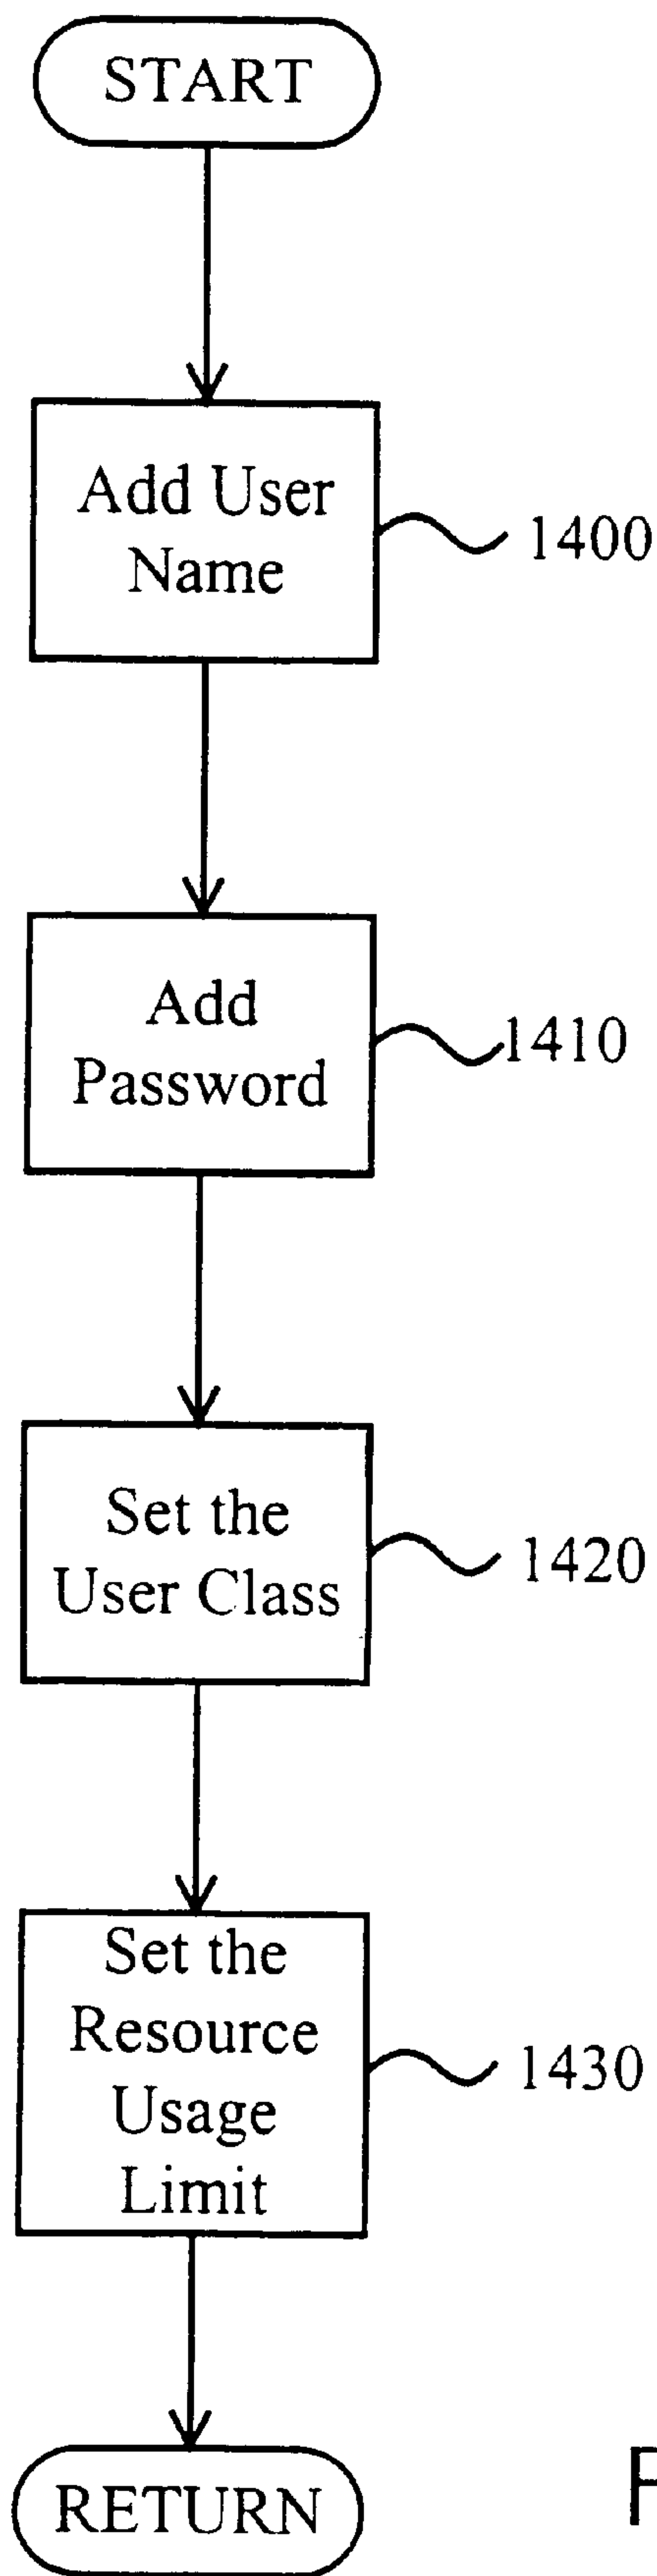 START
Add User
Name
1400
Add
Password
1410
Set the
User Class
1420
Set the
Resource
Usage
Limit
1430
RETURN